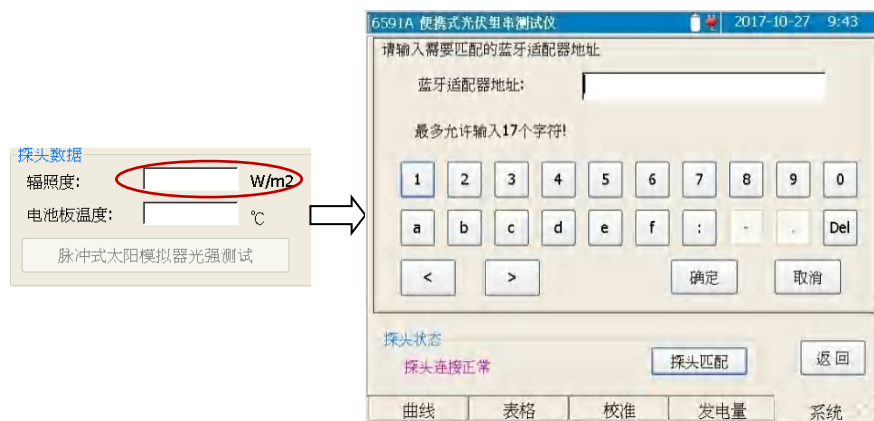 探头数据
辐照度: W/m2
电池板温度: ℃
脉冲式太阳模拟器光强测试
6591A 便携式光伏组串测试仪 2017-10-27 9:43
请输入需要匹配的蓝牙适配器地址
蓝牙适配器地址:
最多允许输入17个字符!
1 2 3 4 5 6 7 8 9 0
a b c d e f : - . Del
< > 确定 取消
探头状态
探头连接正常 探头匹配 返回
曲线 表格 校准 发电量 系统